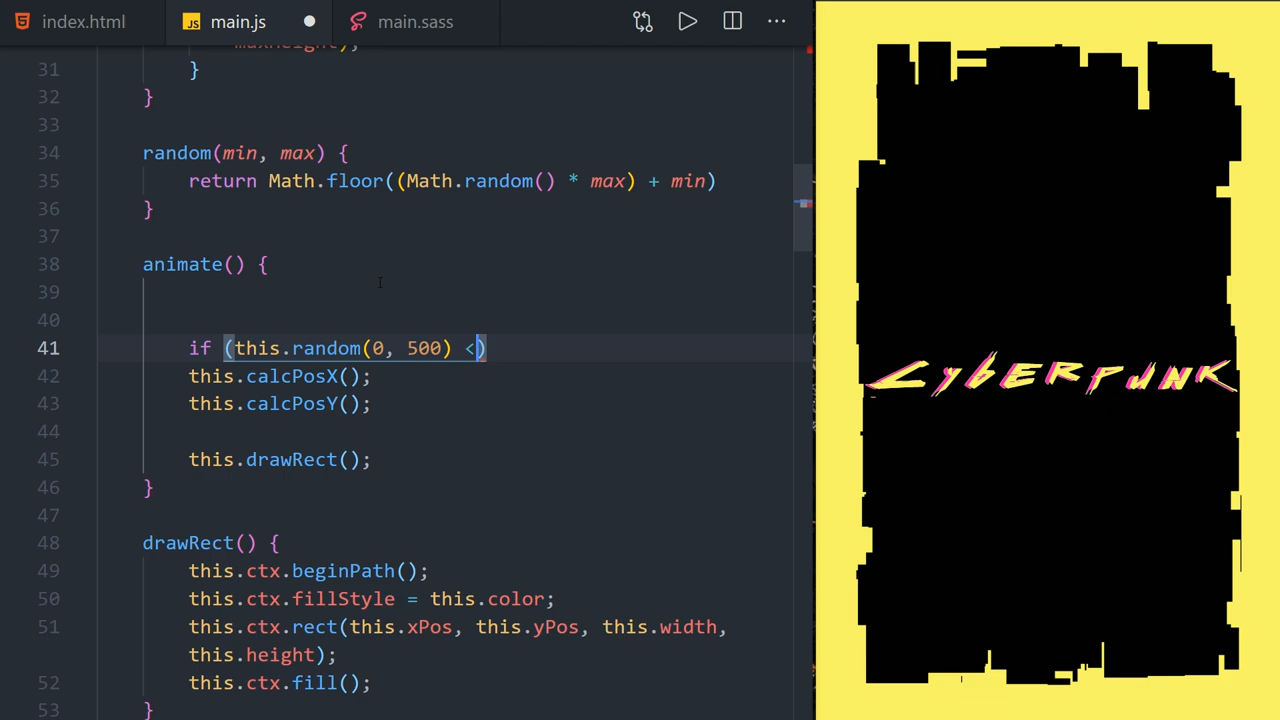 index.html
JS main.js
main.sass
maxHeight);
31 }
32 }
33
34 random(min, max) {
35 return Math.floor((Math.random() * max) + min)
36 }
37
38 animate() {
39
40
41 if (this.random(0, 500) <)
42 this.calcPosX();
43 this.calcPosY();
44
45 this.drawRect();
46 }
47
48 drawRect() {
49 this.ctx.beginPath();
50 this.ctx.fillStyle = this.color;
51 this.ctx.rect(this.xPos, this.yPos, this.width,
this.height);
52 this.ctx.fill();
53 }
CYBERPUNK